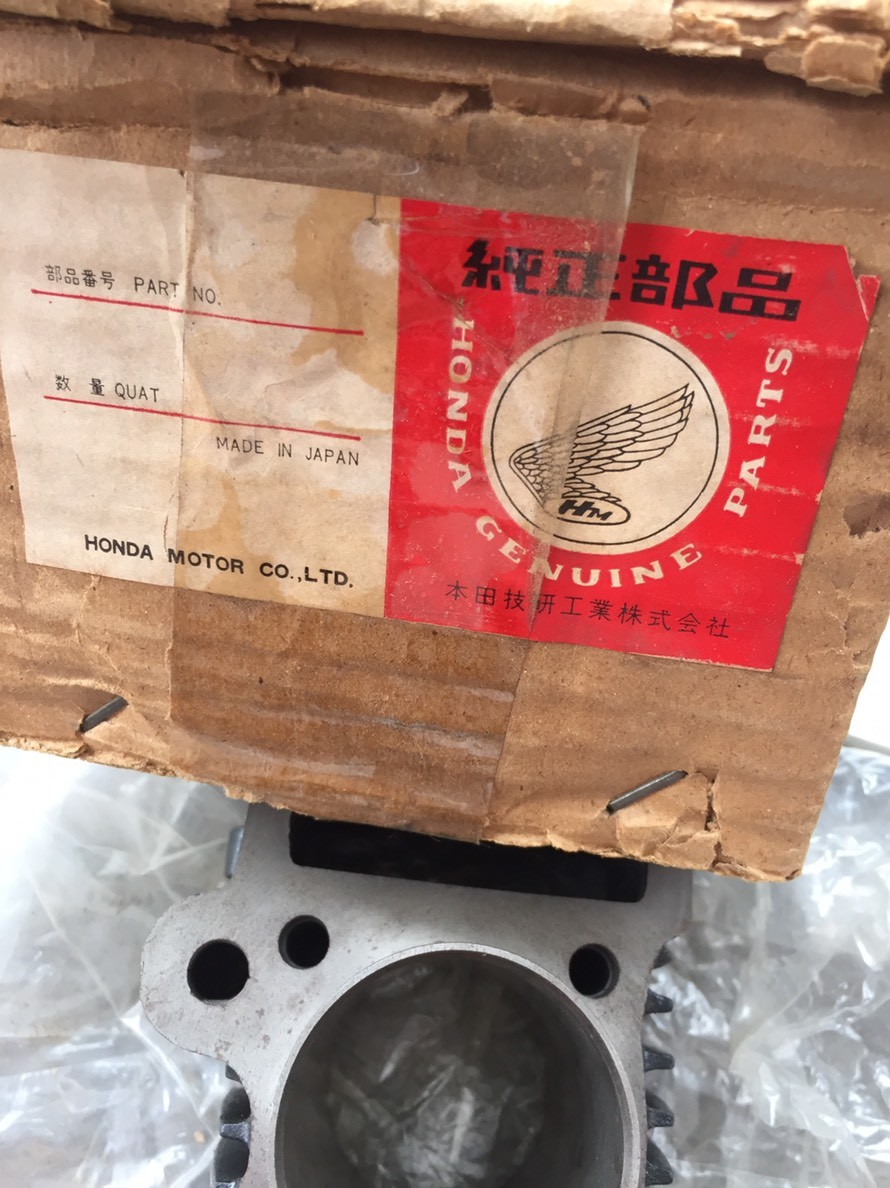 部品番号 PART NO.
数 量 QUAT
MADE IN JAPAN
HONDA MOTOR CO.,LTD.
純正部品
HONDA GENUINE PARTS
HM
本田技研工業株式会社